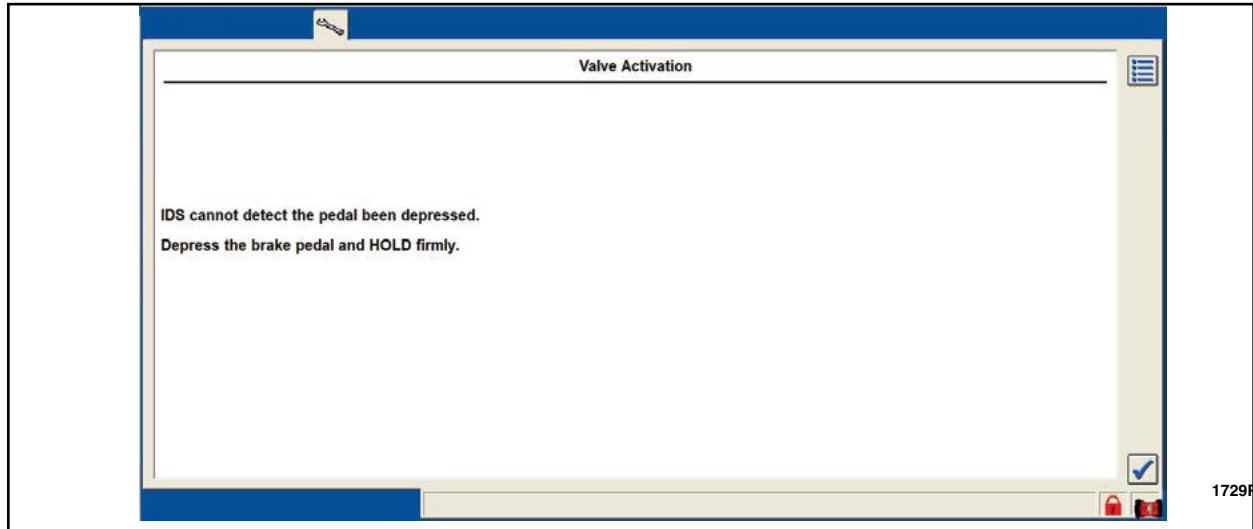 Valve Activation
IDS cannot detect the pedal been depressed.
Depress the brake pedal and HOLD firmly.